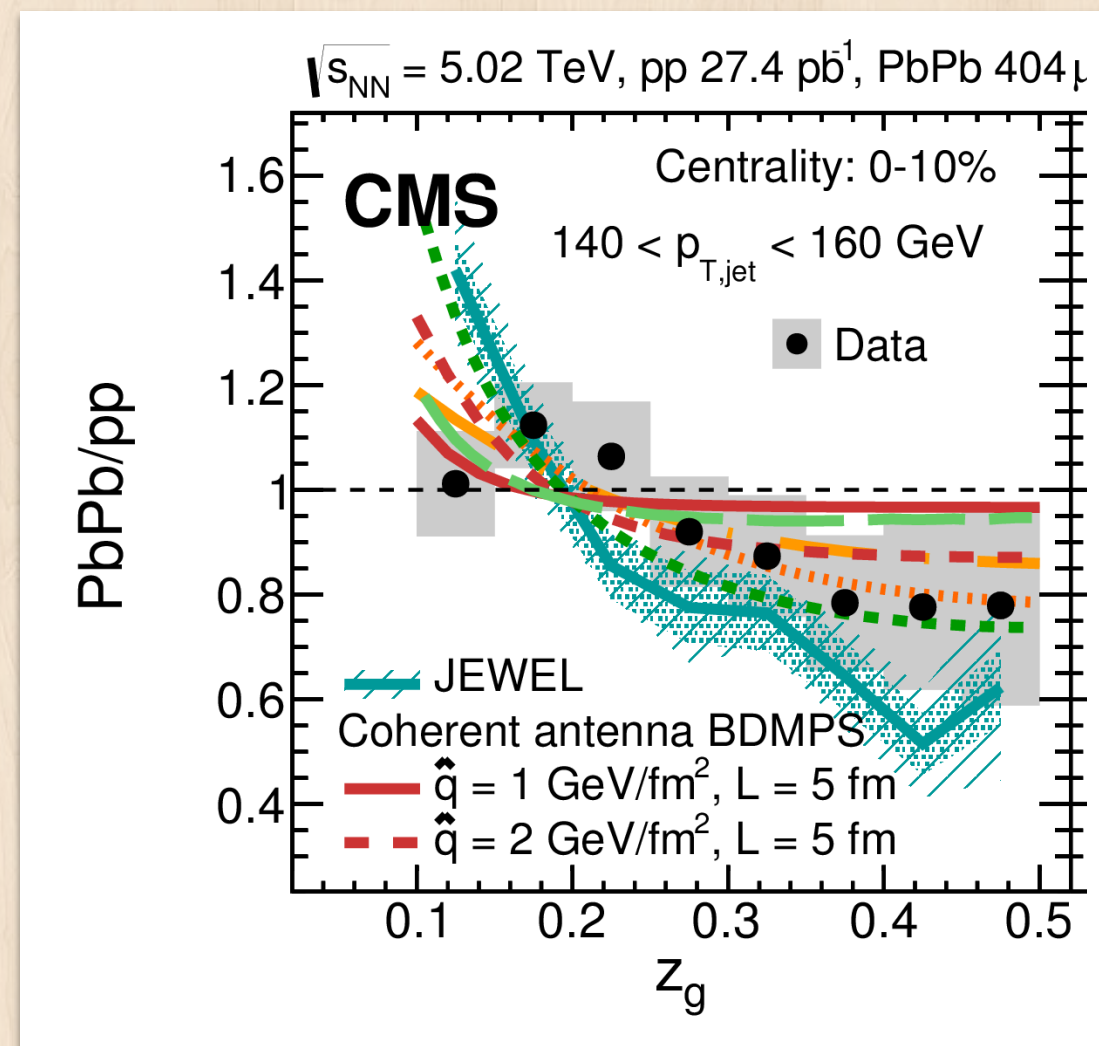 √s_NN = 5.02 TeV, pp 27.4 pb⁻¹, PbPb 404 μ
CMS
Centrality: 0-10%
140 < p_T,jet < 160 GeV
Data
PbPb/pp
1.6
1.4
1.2
1
0.8
0.6
0.4
JEWEL
Coherent antenna BDMPS
q̂ = 1 GeV/fm², L = 5 fm
q̂ = 2 GeV/fm², L = 5 fm
0.1 0.2 0.3 0.4 0.5
z_g